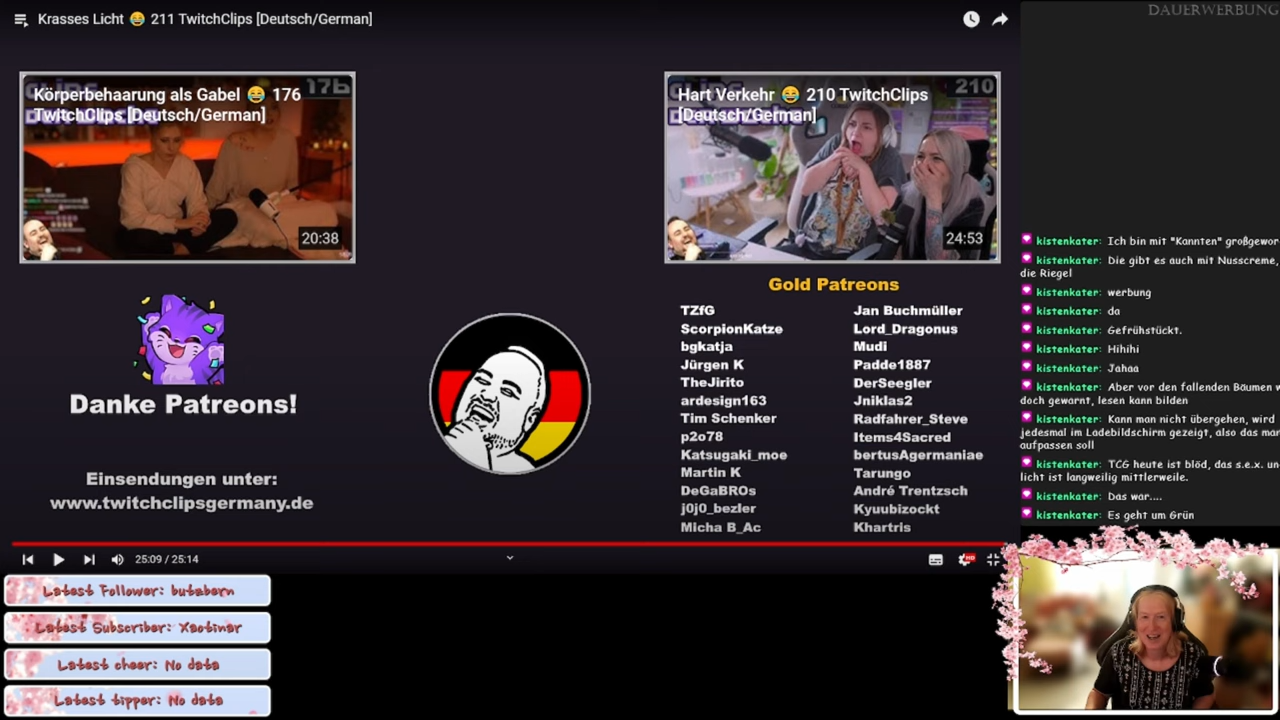 Krasses Licht 😂 211 TwitchClips [Deutsch/German]
DAUERWERBUNG
176
Körperbehaarung als Gabel 😂 176
TwitchClips [Deutsch/German]
20:38
210
Hart Verkehr 😂 210 TwitchClips
[Deutsch/German]
24:53
Gold Patreons
TZfG
Jan Buchmüller
ScorpionKatze
Lord_Dragonus
bgkatja
Mudi
Jürgen K
Padde1887
TheJirito
DerSeegler
ardesign163
Jniklas2
Tim Schenker
Radfahrer_Steve
p2o78
Items4Sacred
Katsugaki_moe
bertusAgermaniae
Martin K
Tarungo
DeGaBROs
André Trentzsch
j0j0_bezler
Kyuubizockt
Micha B_Ac
Khartris
Danke Patreons!
Einsendungen unter:
www.twitchclipsgermany.de
25:09 / 25:14
HD
kistenkater: Ich bin mit "Kannten" großgewor
kistenkater: Die gibt es auch mit Nusscreme,
die Riegel
kistenkater: werbung
kistenkater: da
kistenkater: Gefrühstückt.
kistenkater: Hihihi
kistenkater: Jahaa
kistenkater: Aber vor den fallenden Bäumen w
doch gewarnt, lesen kann bilden
kistenkater: Kann man nicht übergehen, wird
jedesmal im Ladebildschirm gezeigt, also das man
aufpassen soll
kistenkater: TCG heute ist blöd, das s.e.x. un
licht ist langweilig mittlerweile.
kistenkater: Das war....
kistenkater: Es geht um Grün
Latest Follower: butzbern
Latest Subscriber: Xaotinar
Latest cheer: No data
Latest tipper: No data